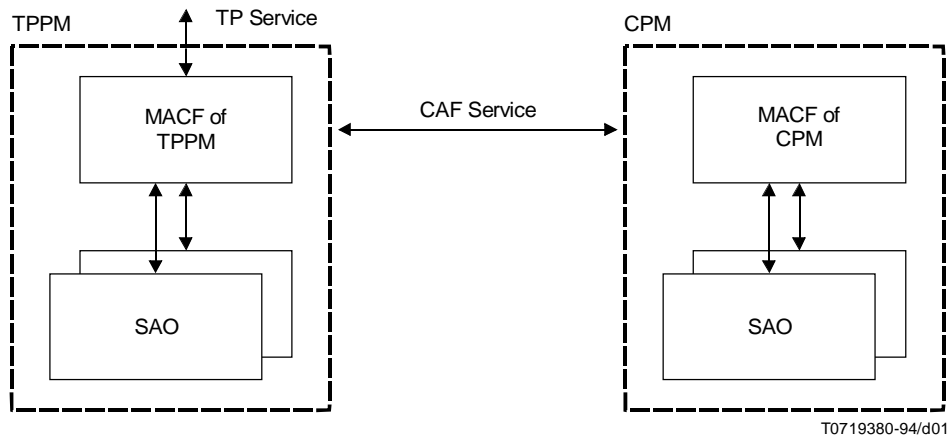 TPPM
TP Service
CPM
MACF of
TPPM
CAF Service
MACF of
CPM
SAO
SAO
T0719380-94/d01